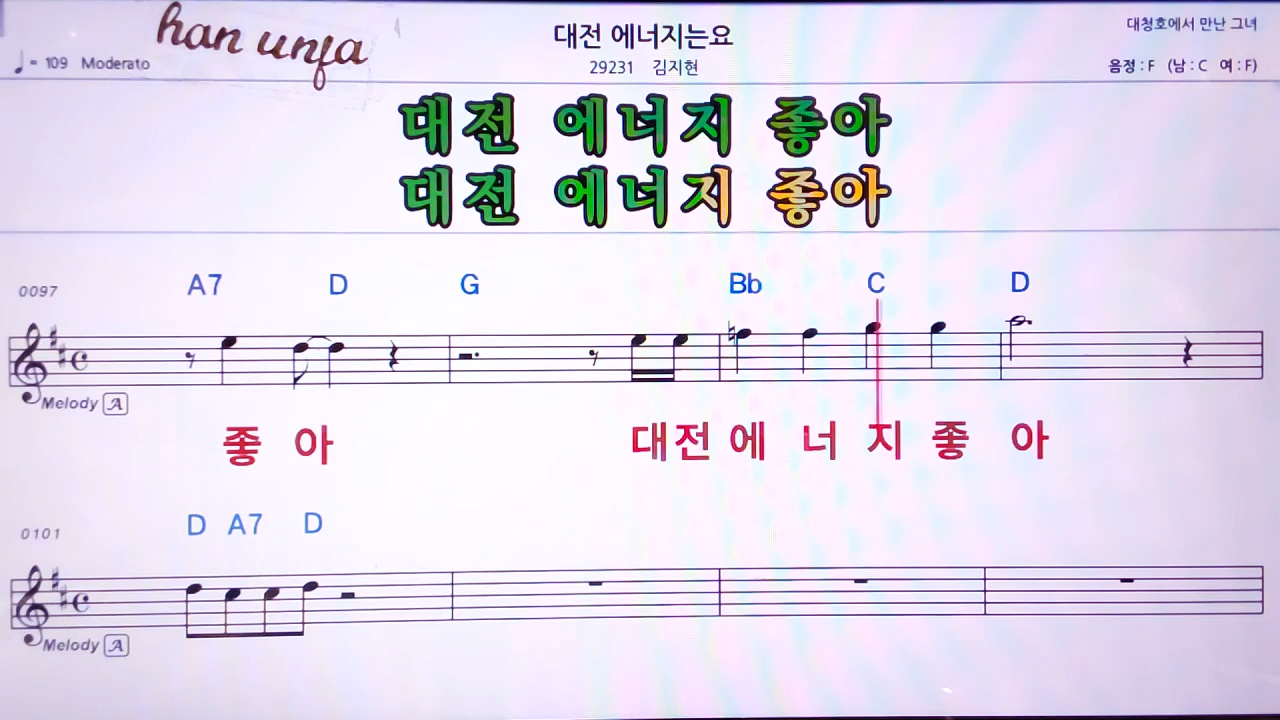 han unfa
대전 에너지는요
대청호에서 만난 그녀
♩= 109 Moderato
29231 김지현
음정 : F (남 : C 여 : F)
대전 에너지 좋아
대전 에너지 좋아
0097
A7 D G Bb C D
Melody A
좋 아 대전에 너 지 좋 아
0101
D A7 D
Melody A